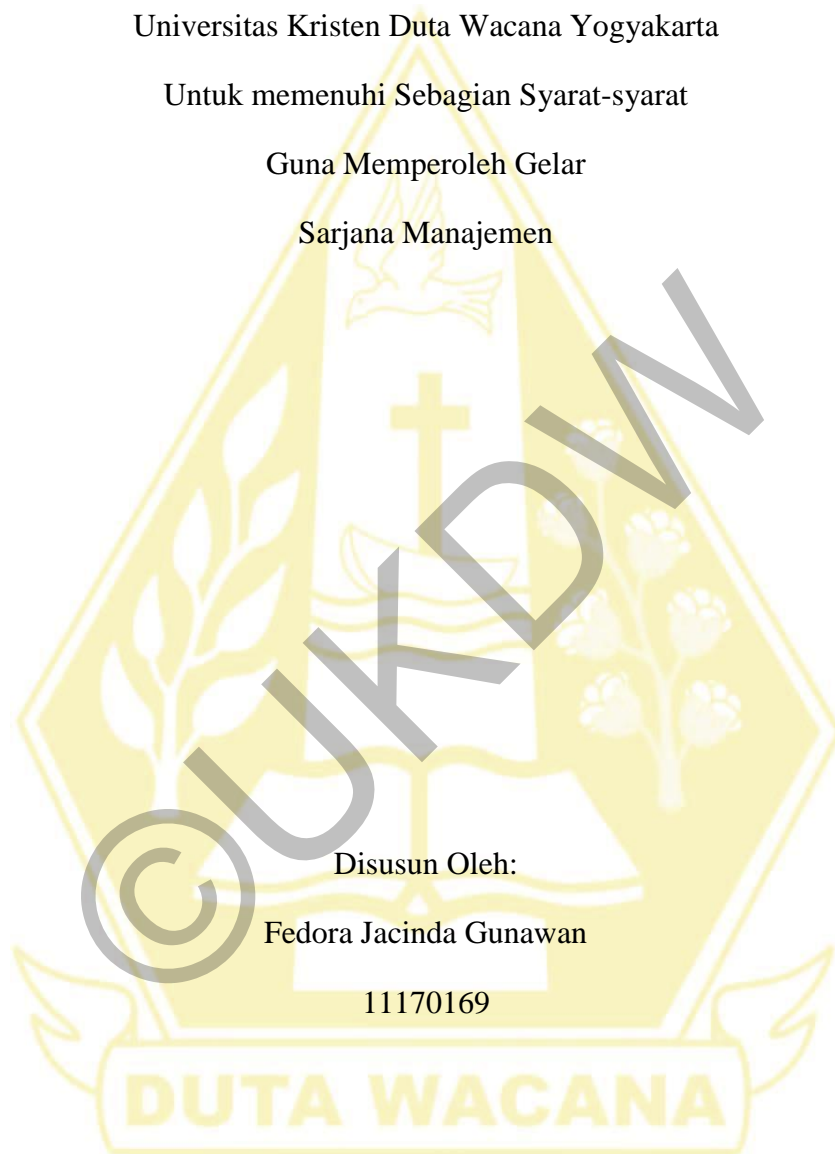 Universitas Kristen Duta Wacana Yogyakarta
Untuk memenuhi Sebagian Syarat-syarat
Guna Memperoleh Gelar
Sarjana Manajemen
©UKDW
Disusun Oleh:
Fedora Jacinda Gunawan
11170169
DUTA WACANA